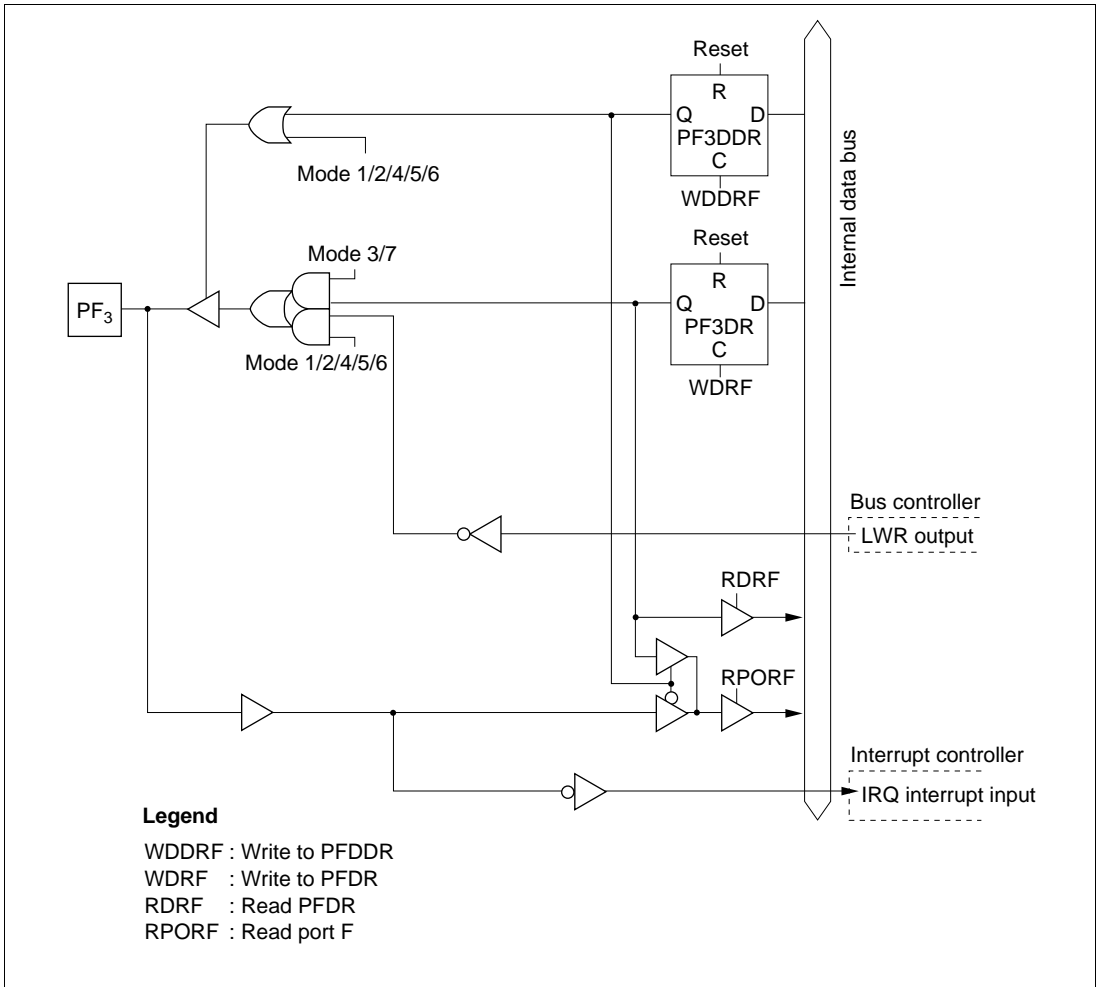 Reset
R
Q D
PF3DDR
C
WDDRF
Mode 1/2/4/5/6
Internal data bus
Reset
Mode 3/7
R
PF3
Q D
PF3DR
C
WDRF
Mode 1/2/4/5/6
Bus controller
LWR output
RDRF
RPORF
Interrupt controller
IRQ interrupt input
Legend
WDDRF : Write to PFDDR
WDRF : Write to PFDR
RDRF : Read PFDR
RPORF : Read port F